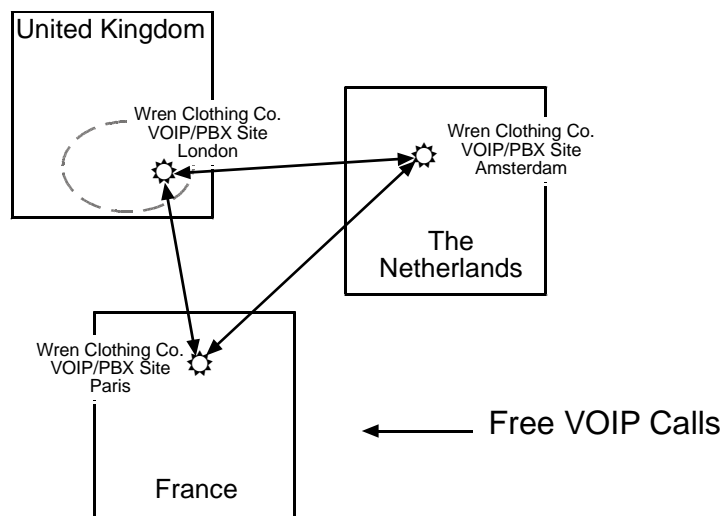 United Kingdom
Wren Clothing Co.
VOIP/PBX Site
London
Wren Clothing Co.
VOIP/PBX Site
Amsterdam
The
Netherlands
Wren Clothing Co.
VOIP/PBX Site
Paris
Free VOIP Calls
France